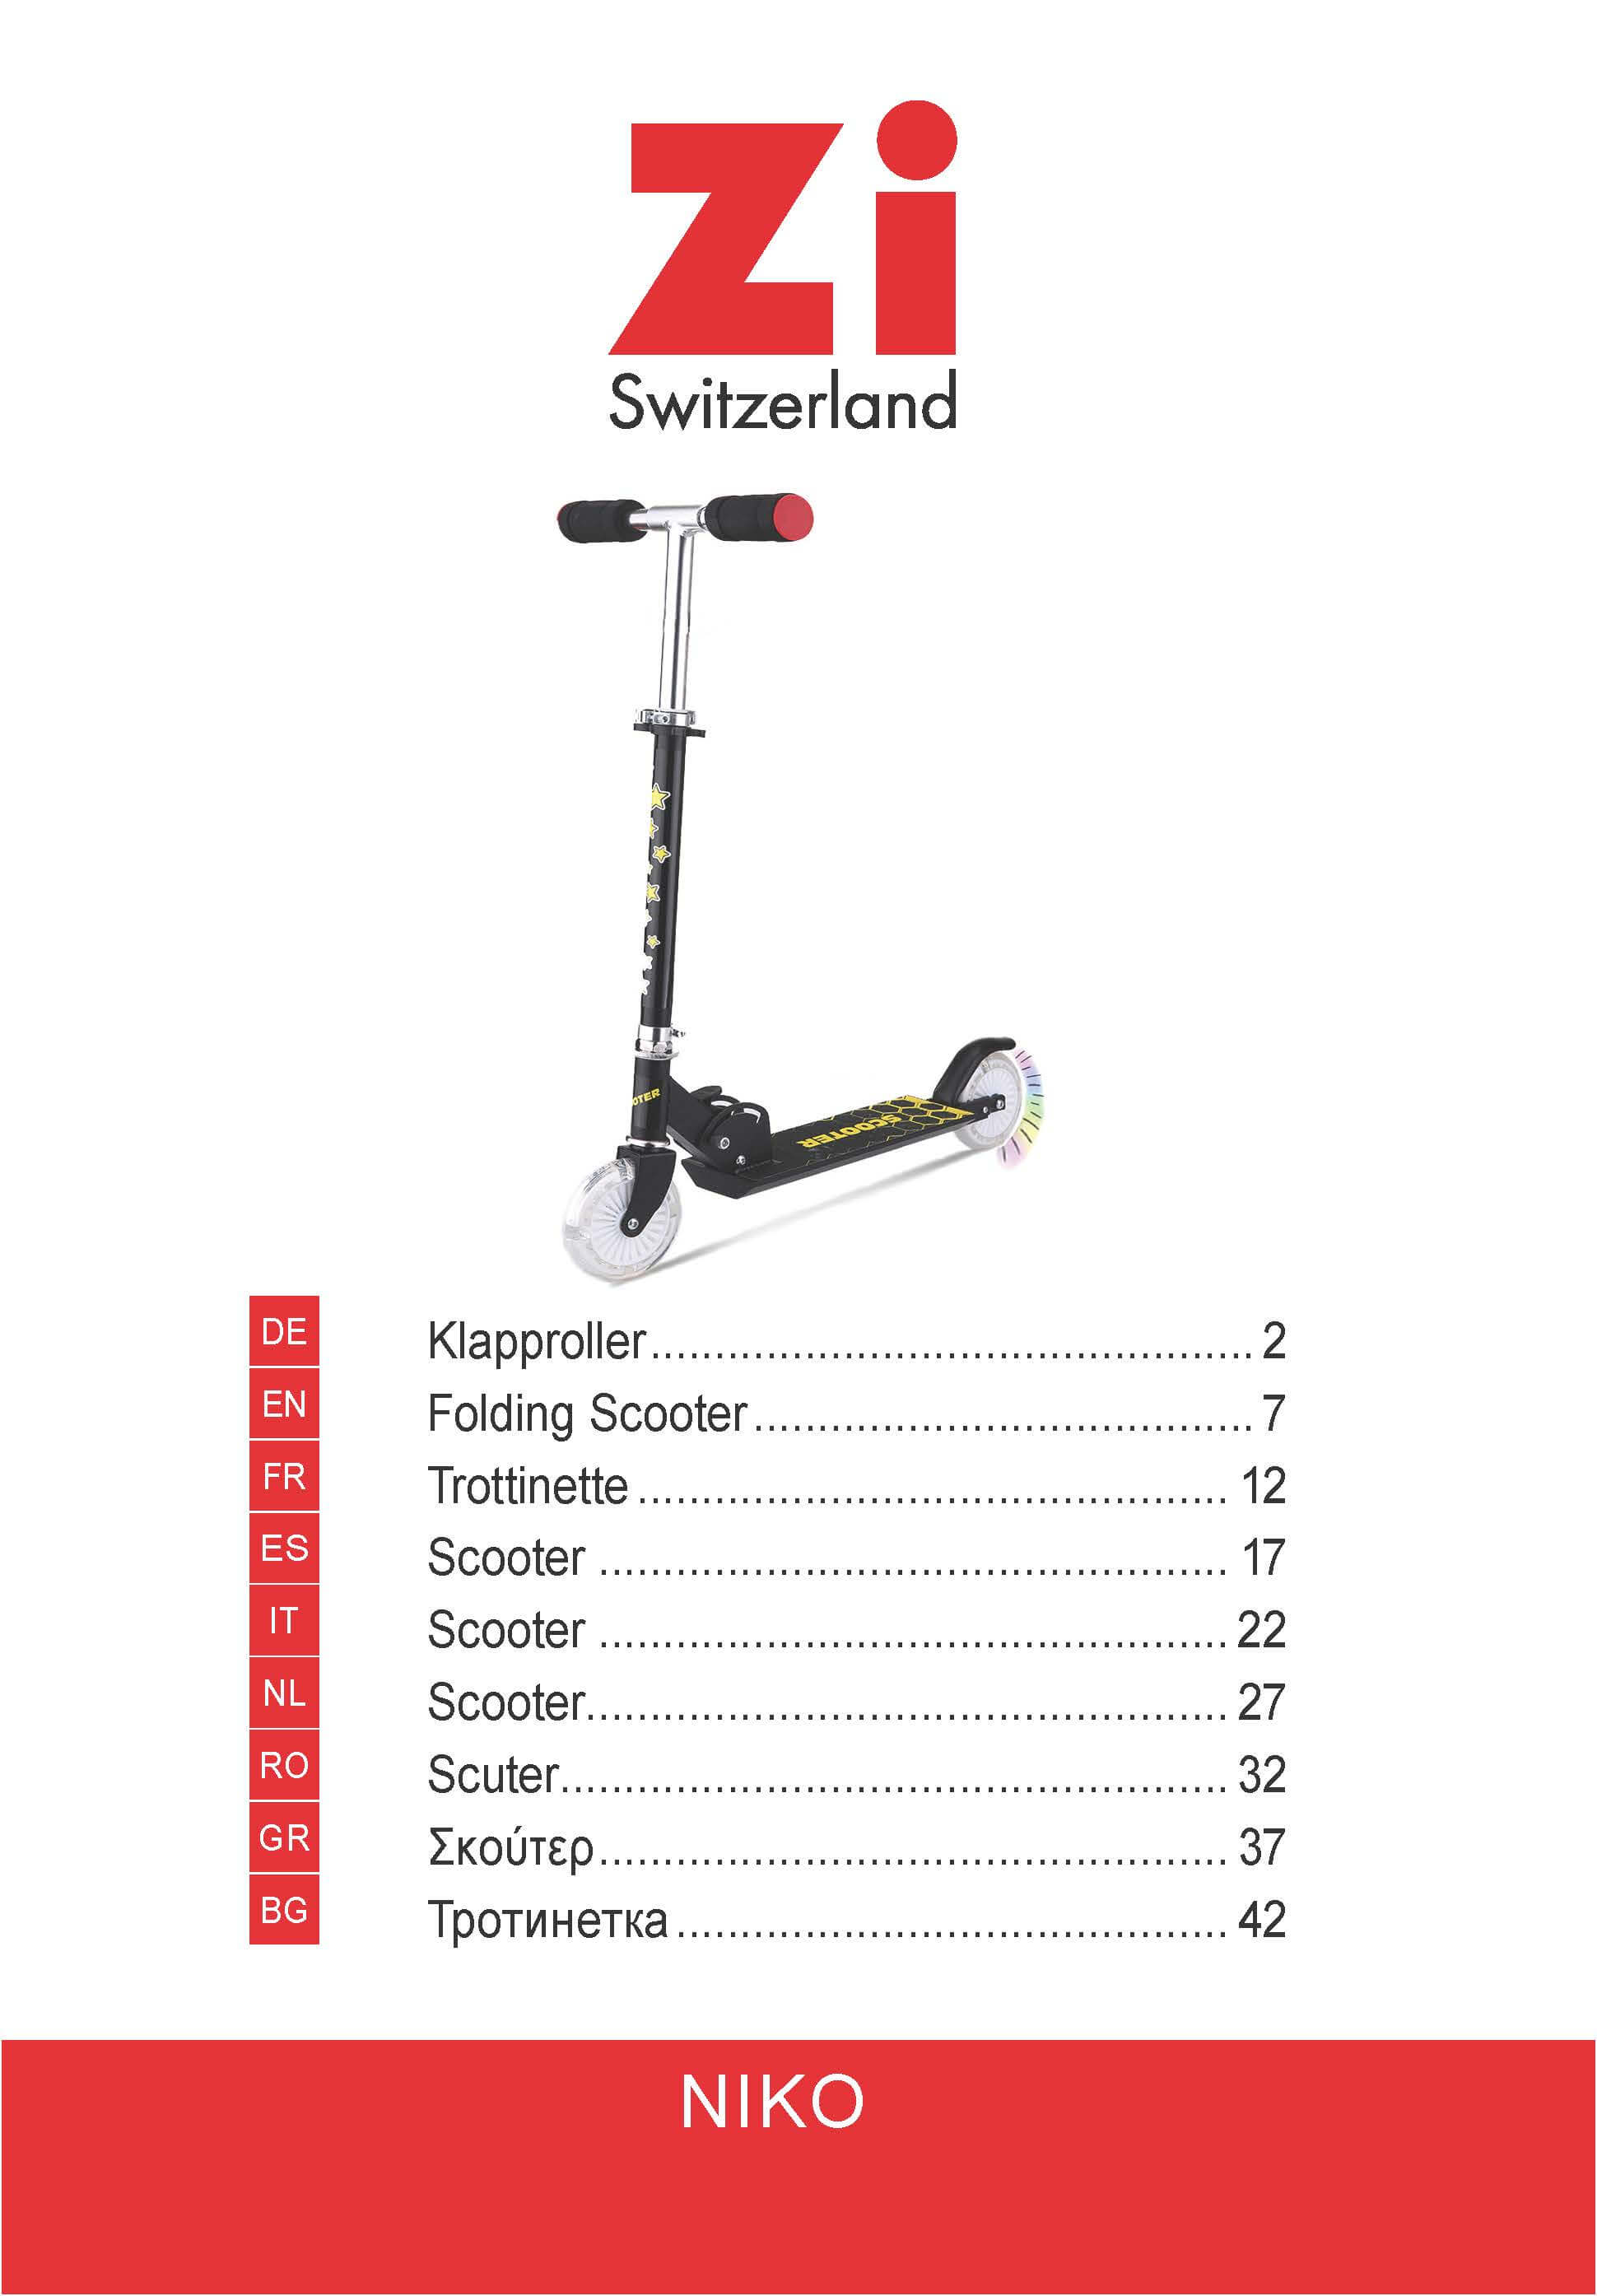 Zi
Switzerland
OTER
SCOOTER
DE Klapproller 2
EN Folding Scooter 7
FR Trottinette 12
ES Scooter 17
IT Scooter 22
NL Scooter 27
RO Scuter 32
GR Σκούτερ 37
BG Тротинетка 42
NIKO